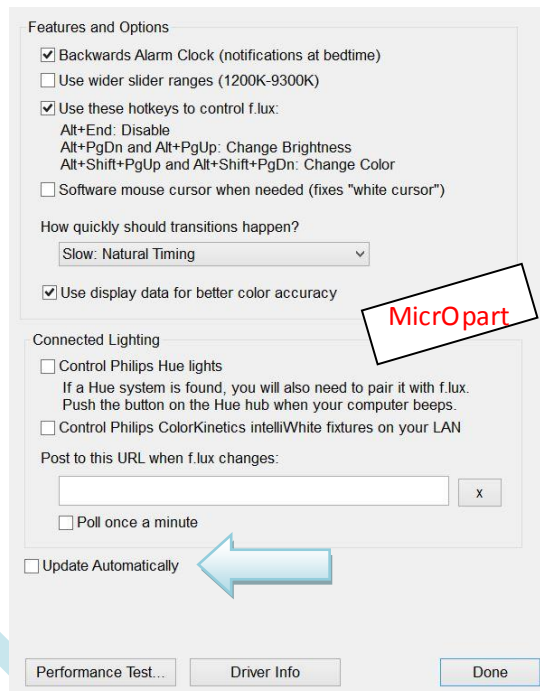 Features and Options
Backwards Alarm Clock (notifications at bedtime)
Use wider slider ranges (1200K-9300K)
Use these hotkeys to control f.lux:
Alt+End: Disable
Alt+PgDn and Alt+PgUp: Change Brightness
Alt+Shift+PgUp and Alt+Shift+PgDn: Change Color
Software mouse cursor when needed (fixes "white cursor")
How quickly should transitions happen?
Slow: Natural Timing
Use display data for better color accuracy
MicrOpart
Connected Lighting
Control Philips Hue lights
If a Hue system is found, you will also need to pair it with f.lux.
Push the button on the Hue hub when your computer beeps.
Control Philips ColorKinetics intelliWhite fixtures on your LAN
Post to this URL when f.lux changes:
x
Poll once a minute
Update Automatically
Performance Test... Driver Info Done